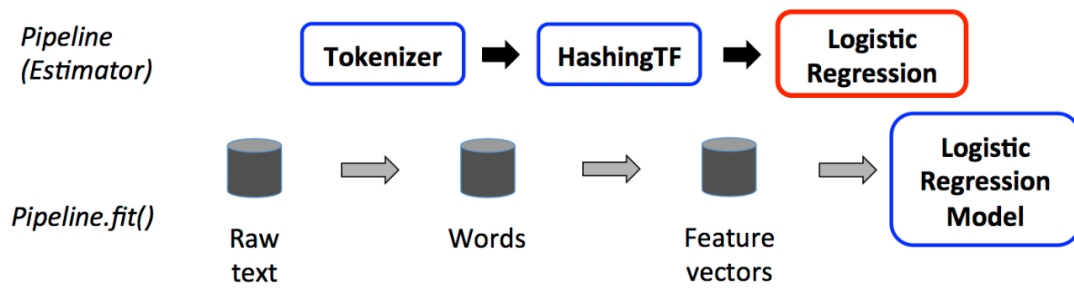 Pipeline
(Estimator)
Tokenizer
HashingTF
Logistic
Regression
Pipeline.fit()
Raw
text
Words
Feature
vectors
Logistic
Regression
Model